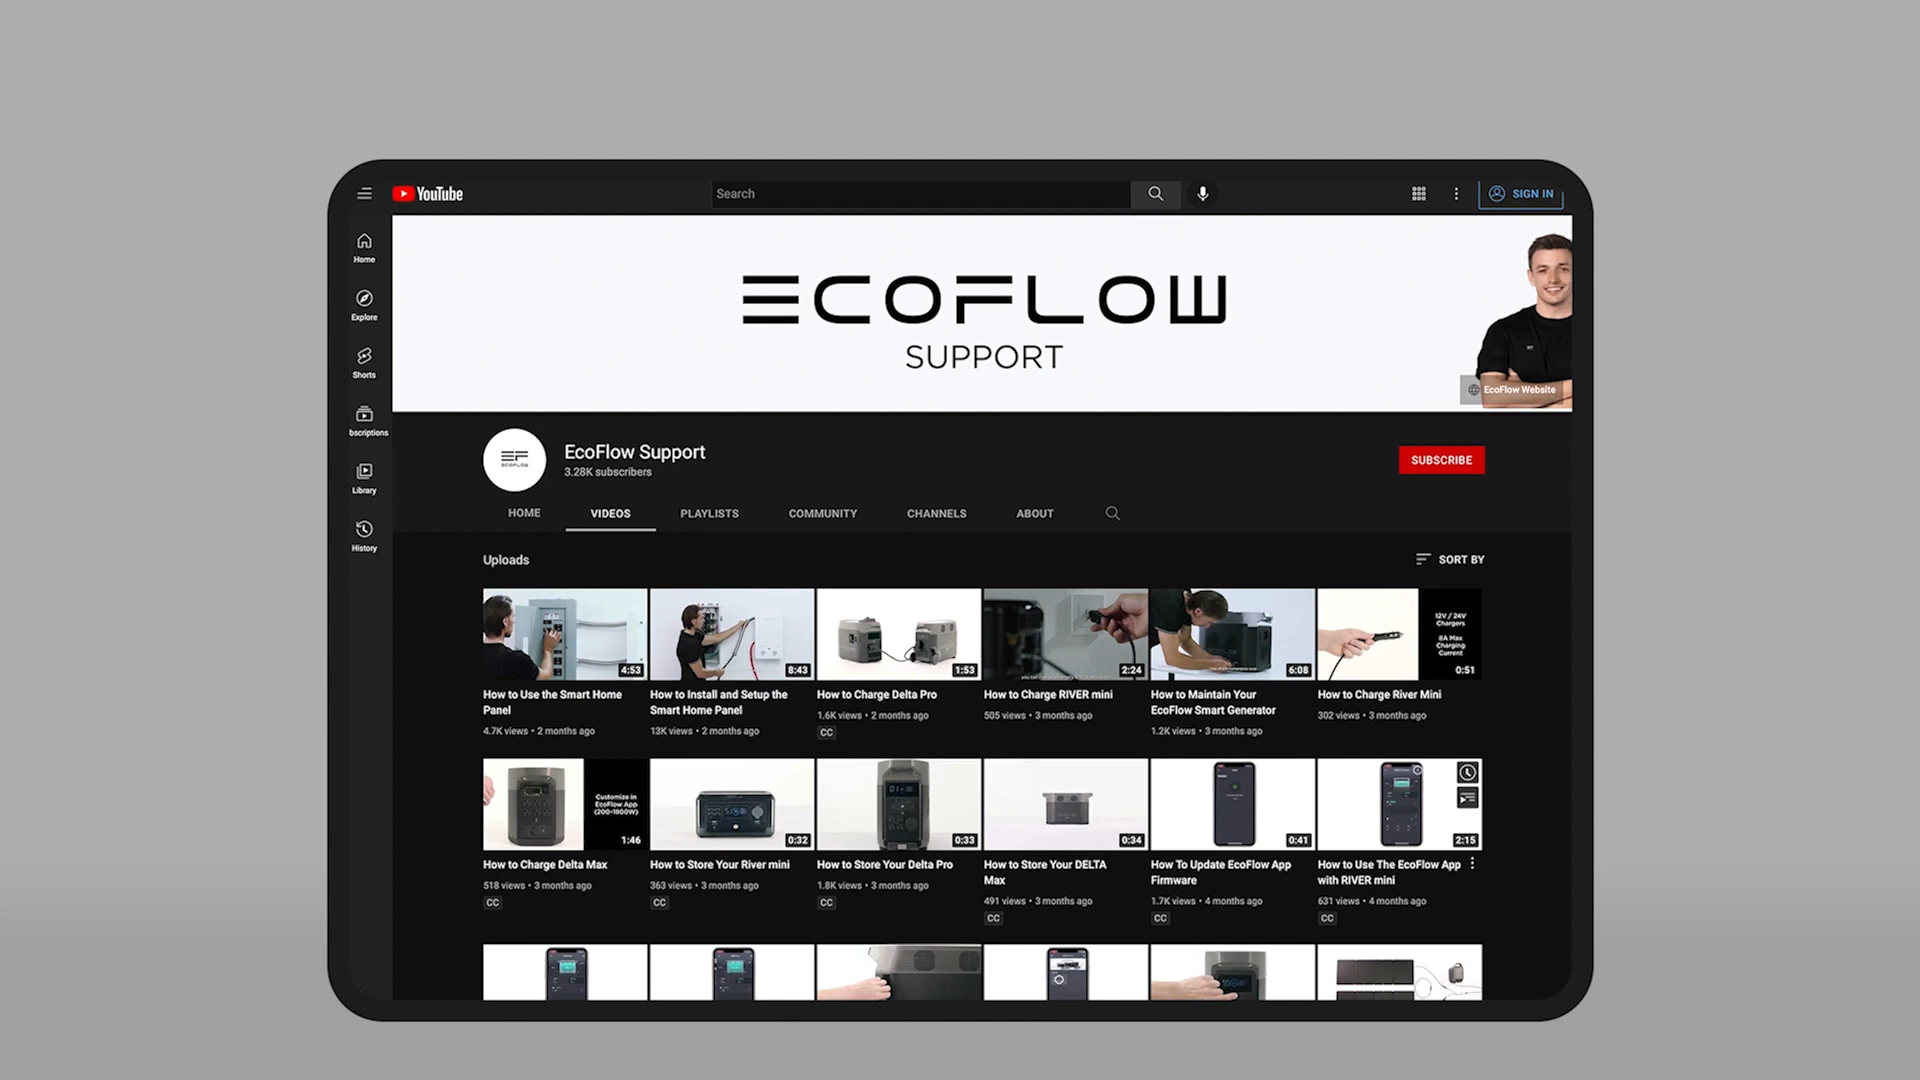 YouTube
Search
SIGN IN
Home
Explore
Shorts
bscriptions
Library
History
ECOFLOW
SUPPORT
EcoFlow Website
EF
ECOFLOW
EcoFlow Support
3.28K subscribers
SUBSCRIBE
HOME VIDEOS PLAYLISTS COMMUNITY CHANNELS ABOUT
Uploads
SORT BY
4:53
How to Use the Smart Home
Panel
4.7K views • 2 months ago
8:43
How to Install and Setup the
Smart Home Panel
13K views • 2 months ago
1:53
How to Charge Delta Pro
1.6K views • 2 months ago
CC
2:24
How to Charge RIVER mini
505 views • 3 months ago
ECOFLOW
6:08
How to Maintain Your
EcoFlow Smart Generator
1.2K views • 3 months ago
12V / 24V
Chargers
8A Max
Charging
Current
0:51
How to Charge River Mini
302 views • 3 months ago
Customize in
EcoFlow App
(200-1800W)
1:46
How to Charge Delta Max
518 views • 3 months ago
CC
0:32
How to Store Your River mini
363 views • 3 months ago
CC
0:33
How to Store Your Delta Pro
1.8K views • 3 months ago
CC
0:34
How to Store Your DELTA
Max
491 views • 3 months ago
CC
0:41
How To Update EcoFlow App
Firmware
1.7K views • 4 months ago
CC
2:15
How to Use The EcoFlow App
with RIVER mini
631 views • 4 months ago
CC